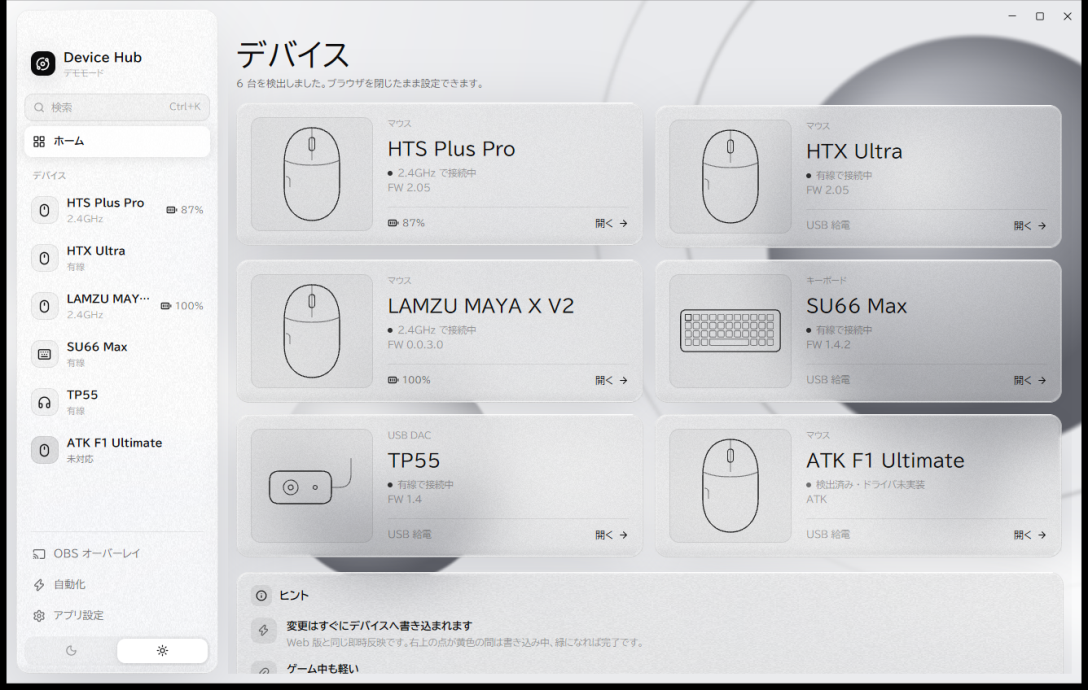 Device Hub
デモモード
検索 Ctrl+K
ホーム
デバイス
HTS Plus Pro
2.4GHz
87%
HTX Ultra
有線
LAMZU MAY…
2.4GHz
100%
SU66 Max
有線
TP55
有線
ATK F1 Ultimate
未対応
OBS オーバーレイ
自動化
アプリ設定
デバイス
6 台を検出しました。ブラウザを閉じたまま設定できます。
マウス
HTS Plus Pro
2.4GHz で接続中
FW 2.05
87% 開く →
マウス
HTX Ultra
有線で接続中
FW 2.05
USB 給電 開く →
マウス
LAMZU MAYA X V2
2.4GHz で接続中
FW 0.0.3.0
100% 開く →
キーボード
SU66 Max
有線で接続中
FW 1.4.2
USB 給電 開く →
USB DAC
TP55
有線で接続中
FW 1.4
USB 給電 開く →
マウス
ATK F1 Ultimate
検出済み・ドライバ未実装
ATK
USB 給電 開く →
ヒント
変更はすぐにデバイスへ書き込まれます
Web 版と同じ即時反映です。右上の点が黄色の間は書き込み中、緑になれば完了です。
ゲーム中も軽い